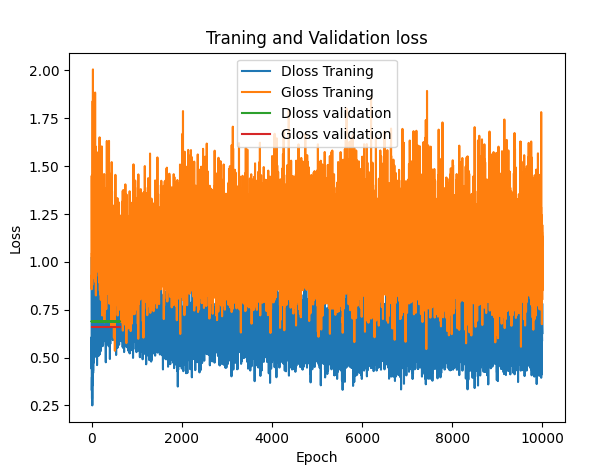 Traning and Validation loss
Dloss Traning
Gloss Traning
Dloss validation
Gloss validation
2.00
1.75
1.50
1.25
1.00
0.75
0.50
0.25
Loss
0 2000 4000 6000 8000 10000
Epoch